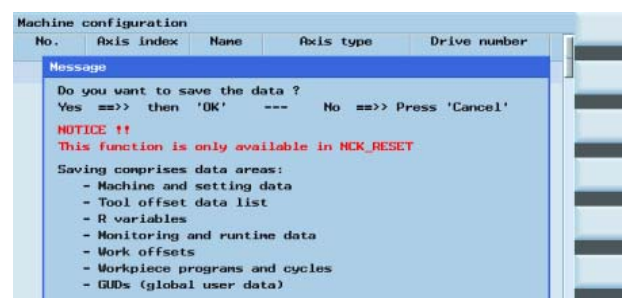 Machine configuration
No. Axis index Name Axis type Drive number
Message
Do you want to save the data ?
Yes ==>> then 'OK' --- No ==>> Press 'Cancel'
NOTICE !!
This function is only available in NCK_RESET
Saving comprises data areas:
- Machine and setting data
- Tool offset data list
- R variables
- Monitoring and runtime data
- Work offsets
- Workpiece programs and cycles
- GUDs (global user data)